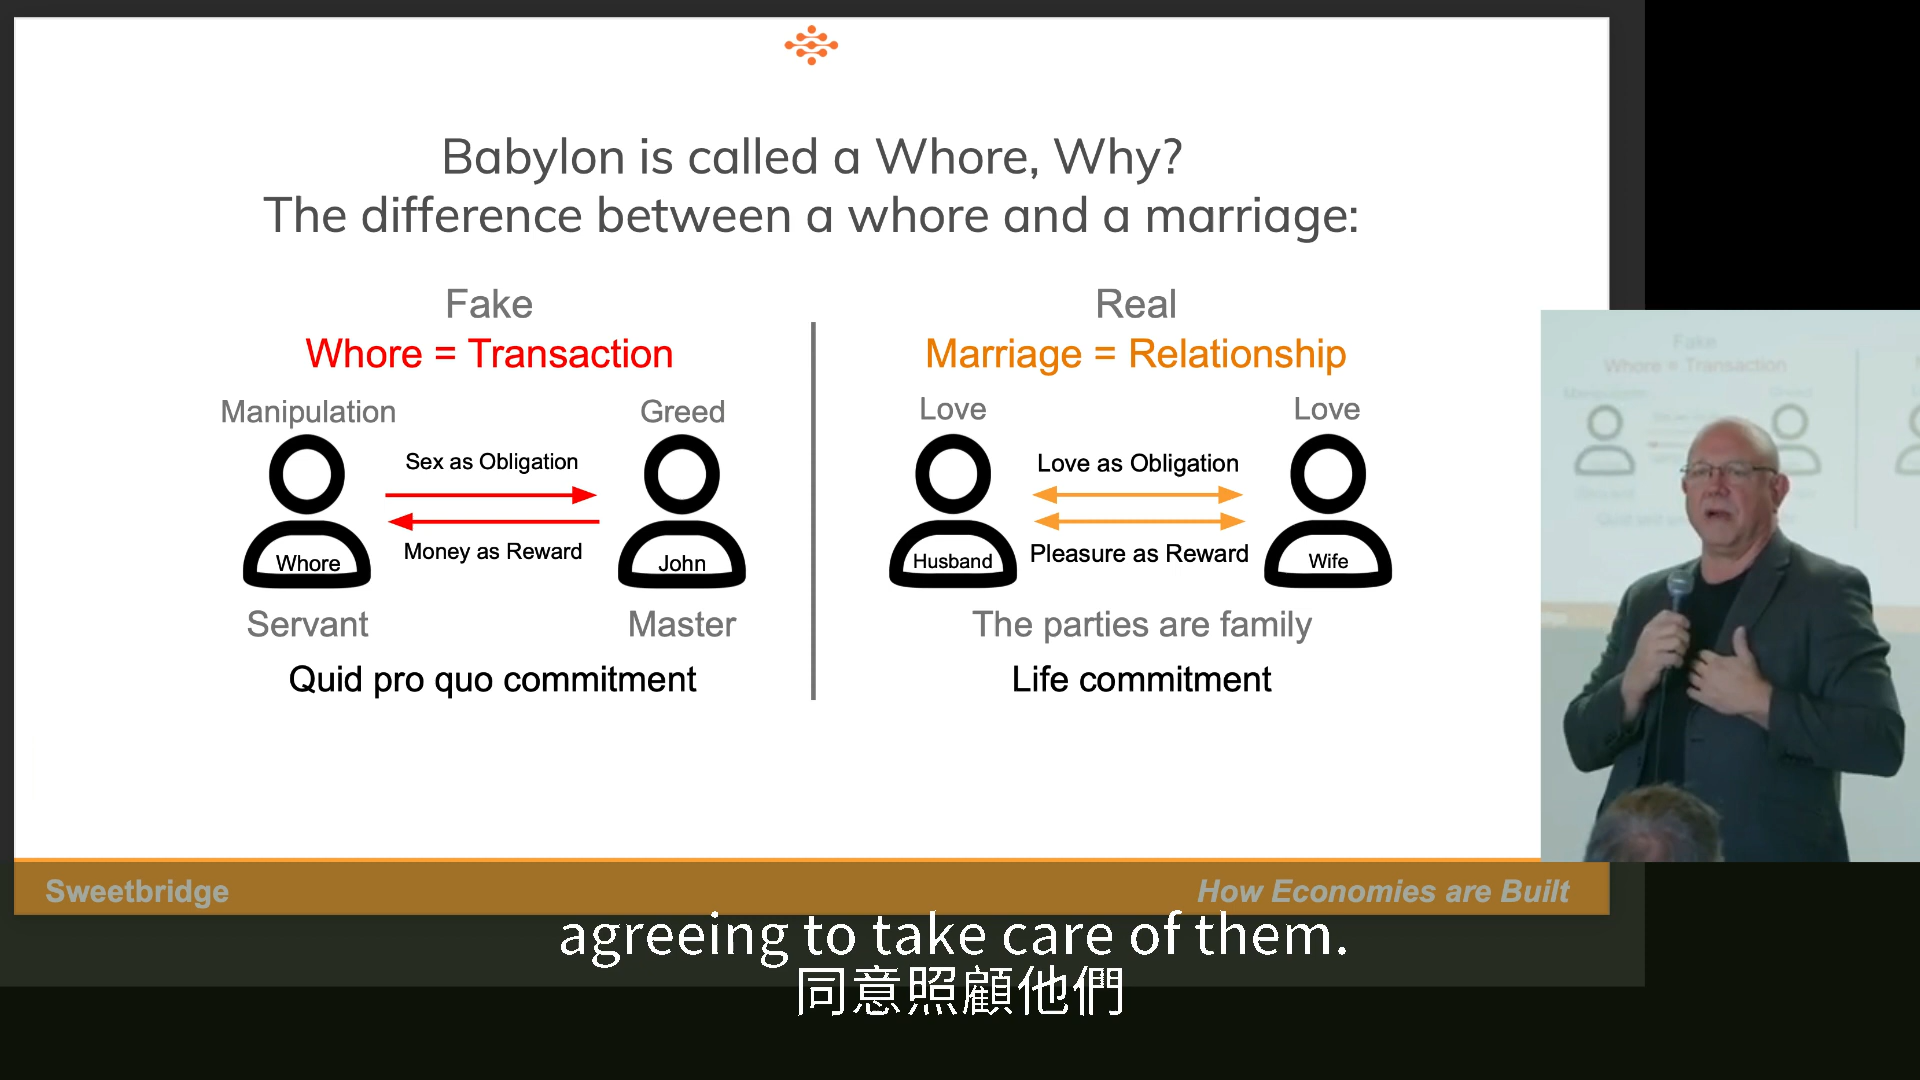 Babylon is called a Whore, Why?
The difference between a whore and a marriage:
Fake
Whore = Transaction
Manipulation
Greed
Sex as Obligation
Money as Reward
Whore
John
Servant
Master
Quid pro quo commitment
Real
Marriage = Relationship
Love
Love
Love as Obligation
Pleasure as Reward
Husband
Wife
The parties are family
Life commitment
Fake
Whore = Transaction
Sweetbridge
How Economies are Built
agreeing to take care of them.
同意照顧他們